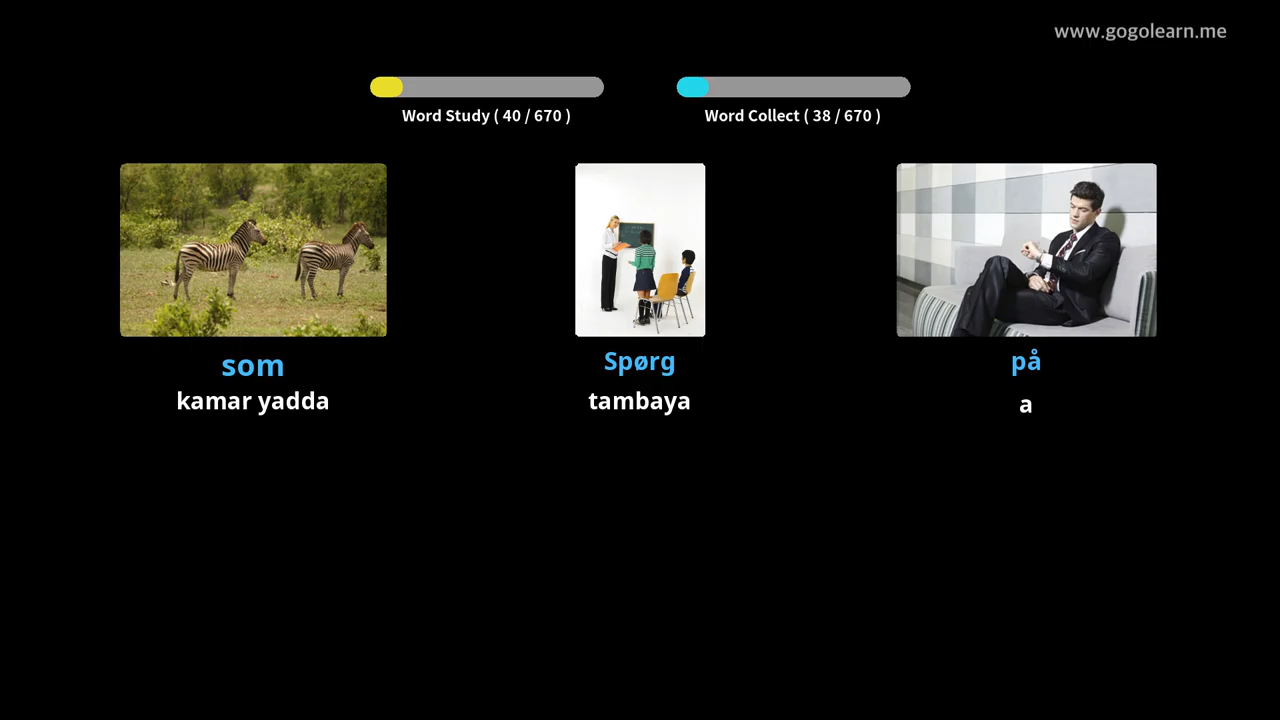 www.gogolearn.me
Word Study ( 40 / 670 )
Word Collect ( 38 / 670 )
som
kamar yadda
Spørg
tambaya
på
a